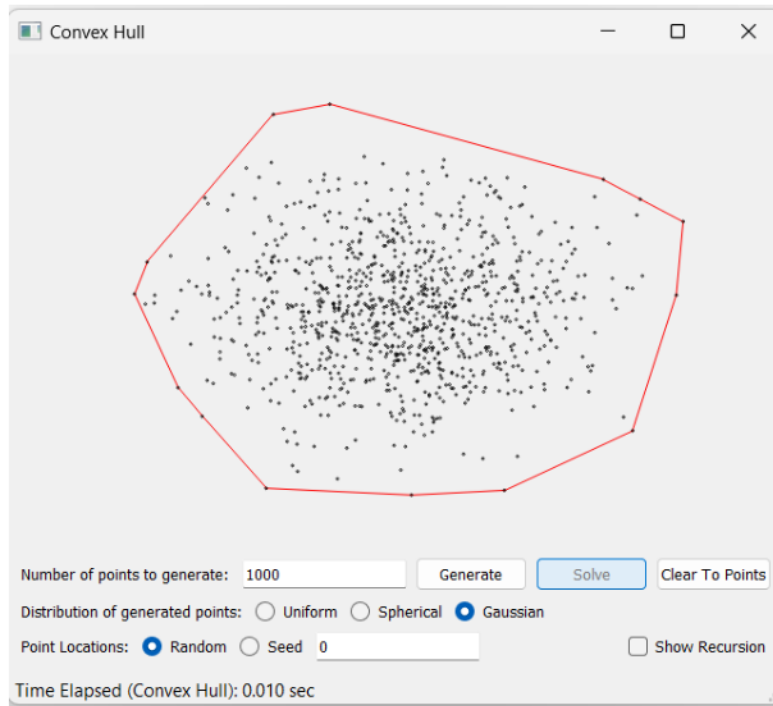 Convex Hull
Number of points to generate: 1000 Generate Solve Clear To Points
Distribution of generated points: Uniform Spherical Gaussian
Point Locations: Random Seed 0 Show Recursion
Time Elapsed (Convex Hull): 0.010 sec